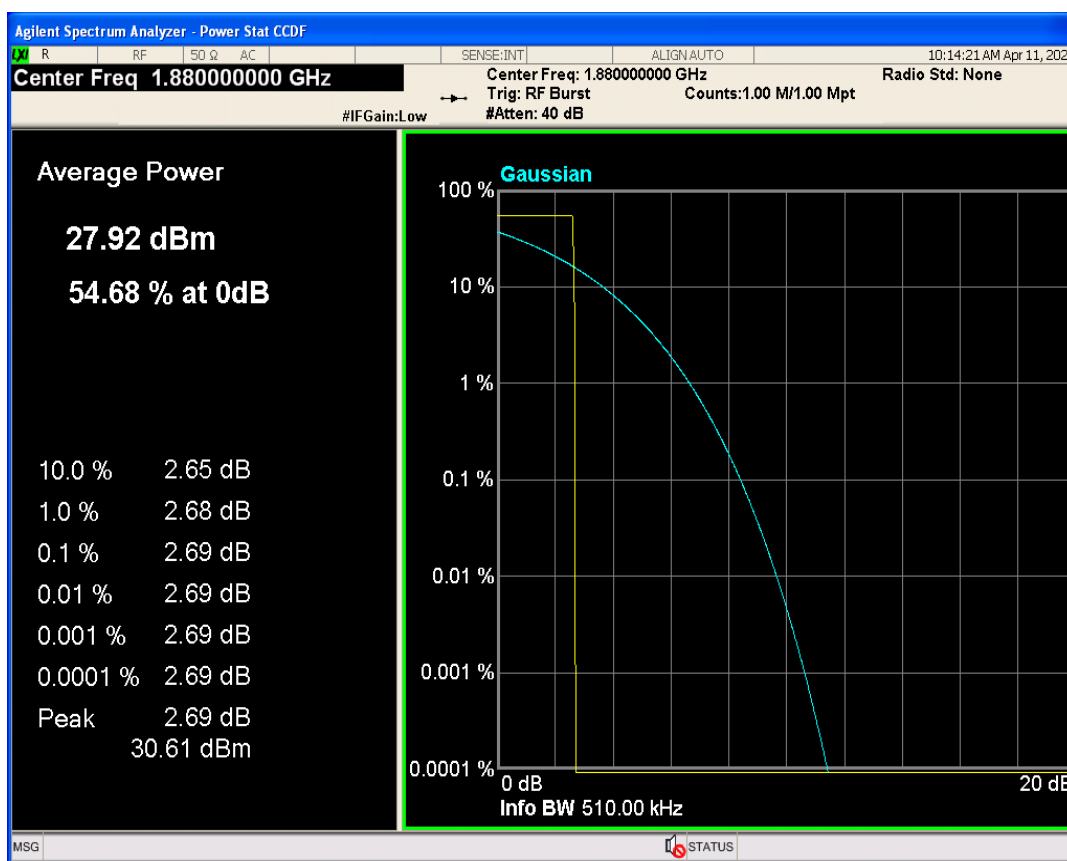 Agilent Spectrum Analyzer - Power Stat CCDF
LXI R RF 50 Ω AC SENSE:INT ALIGN AUTO 10:14:21 AM Apr 11, 202
Center Freq 1.880000000 GHz
Center Freq: 1.880000000 GHz Radio Std: None
Trig: RF Burst Counts:1.00 M/1.00 Mpt
#IFGain:Low #Atten: 40 dB
Average Power
27.92 dBm
54.68 % at 0dB
10.0 % 2.65 dB
1.0 % 2.68 dB
0.1 % 2.69 dB
0.01 % 2.69 dB
0.001 % 2.69 dB
0.0001 % 2.69 dB
Peak 2.69 dB
30.61 dBm
Gaussian
100 %
10 %
1 %
0.1 %
0.01 %
0.001 %
0.0001 %
0 dB 20 dB
Info BW 510.00 kHz
MSG STATUS